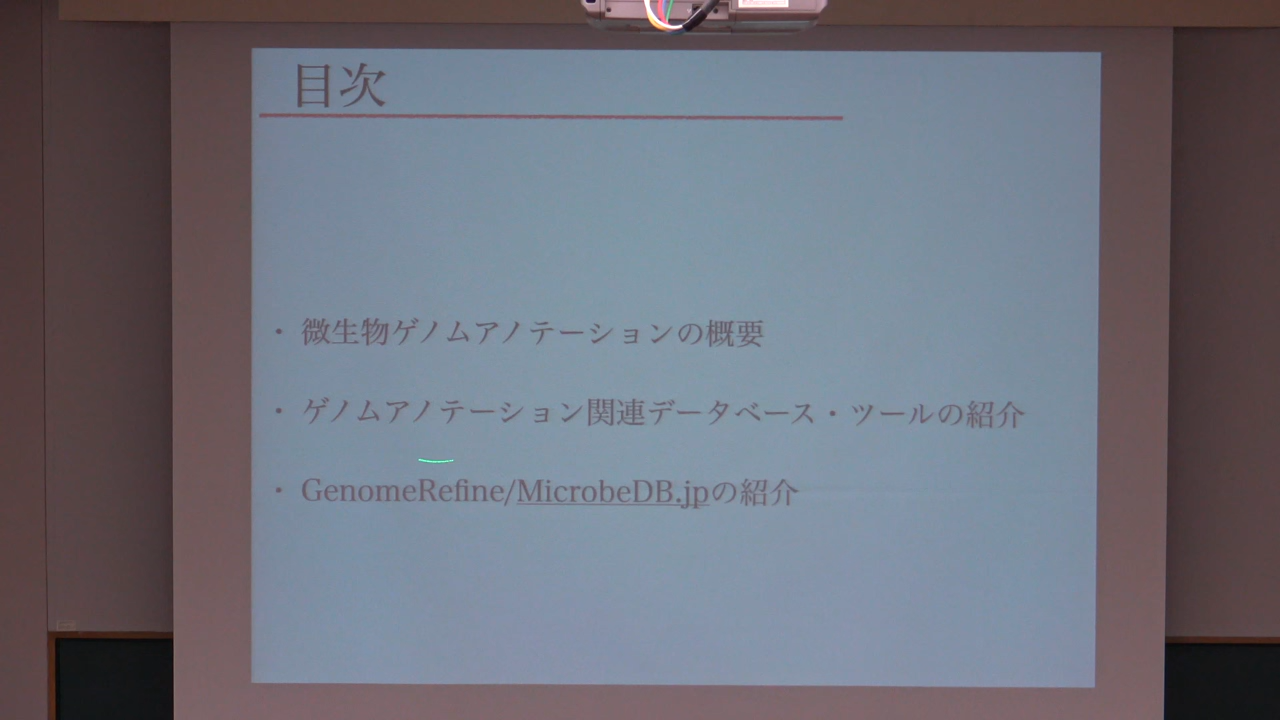 目次
・ 微生物ゲノムアノテーションの概要
・ ゲノムアノテーション関連データベース・ツールの紹介
・ GenomeRefine/MicrobeDB.jpの紹介